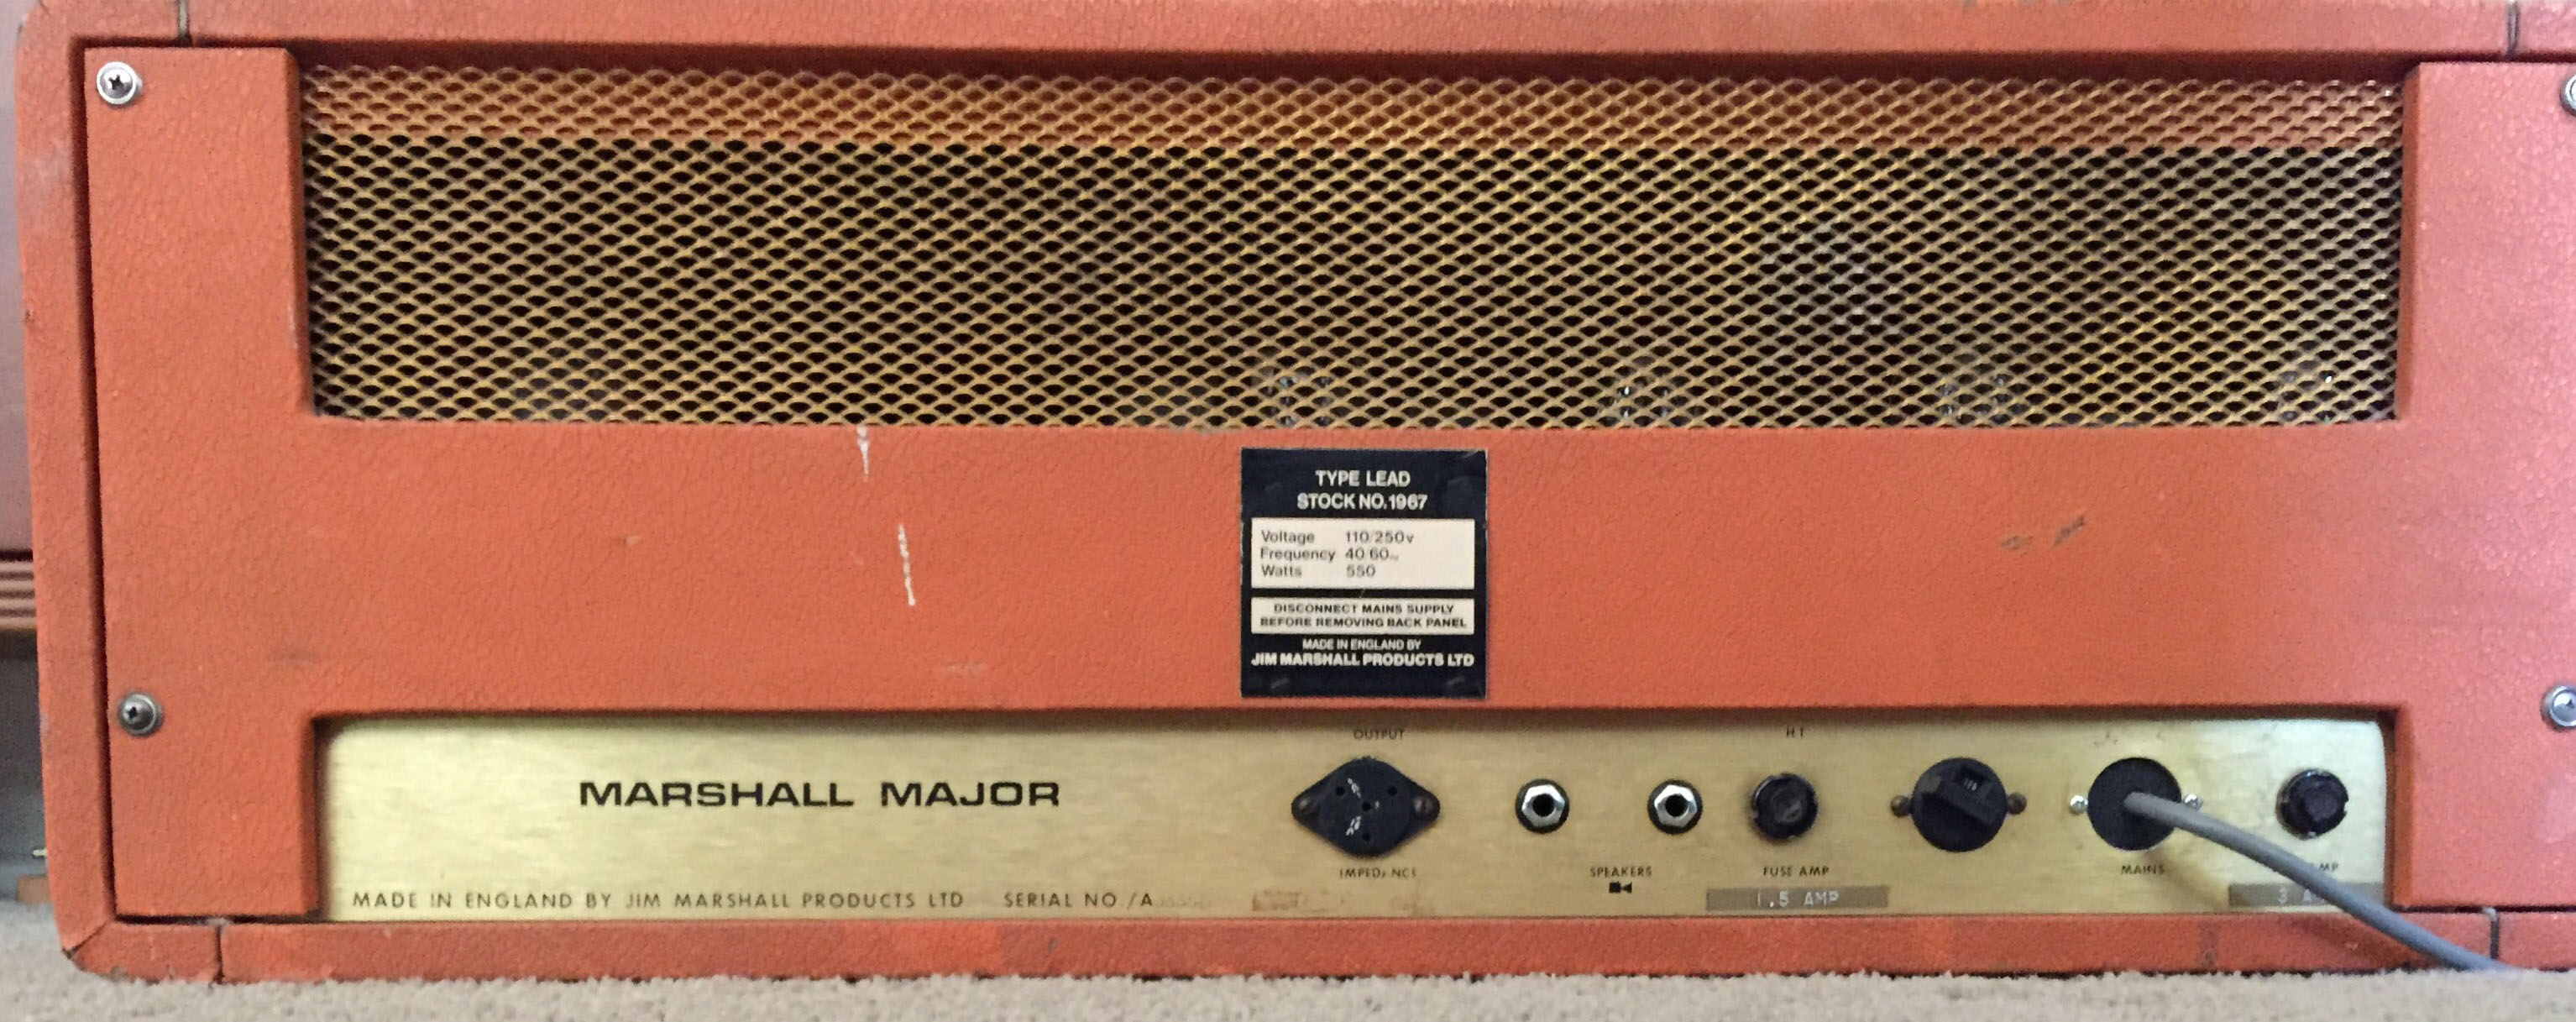 TYPE LEAD
STOCK NO. 1967
Voltage 110/250v
Frequency 40/60~
Watts 550
DISCONNECT MAINS SUPPLY
BEFORE REMOVING BACK PANEL
MADE IN ENGLAND BY
JIM MARSHALL PRODUCTS LTD
OUTPUT
H.T
MARSHALL MAJOR
IMPEDANCE
SPEAKERS
FUSE AMP
MAINS
MADE IN ENGLAND BY JIM MARSHALL PRODUCTS LTD SERIAL NO /A
1.5 AMP
3